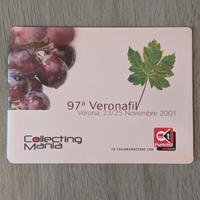 97ª Veronafil
Verona, 23/25 Novembre 2001
Collecting
Mania
IN COLLABORAZIONE CON